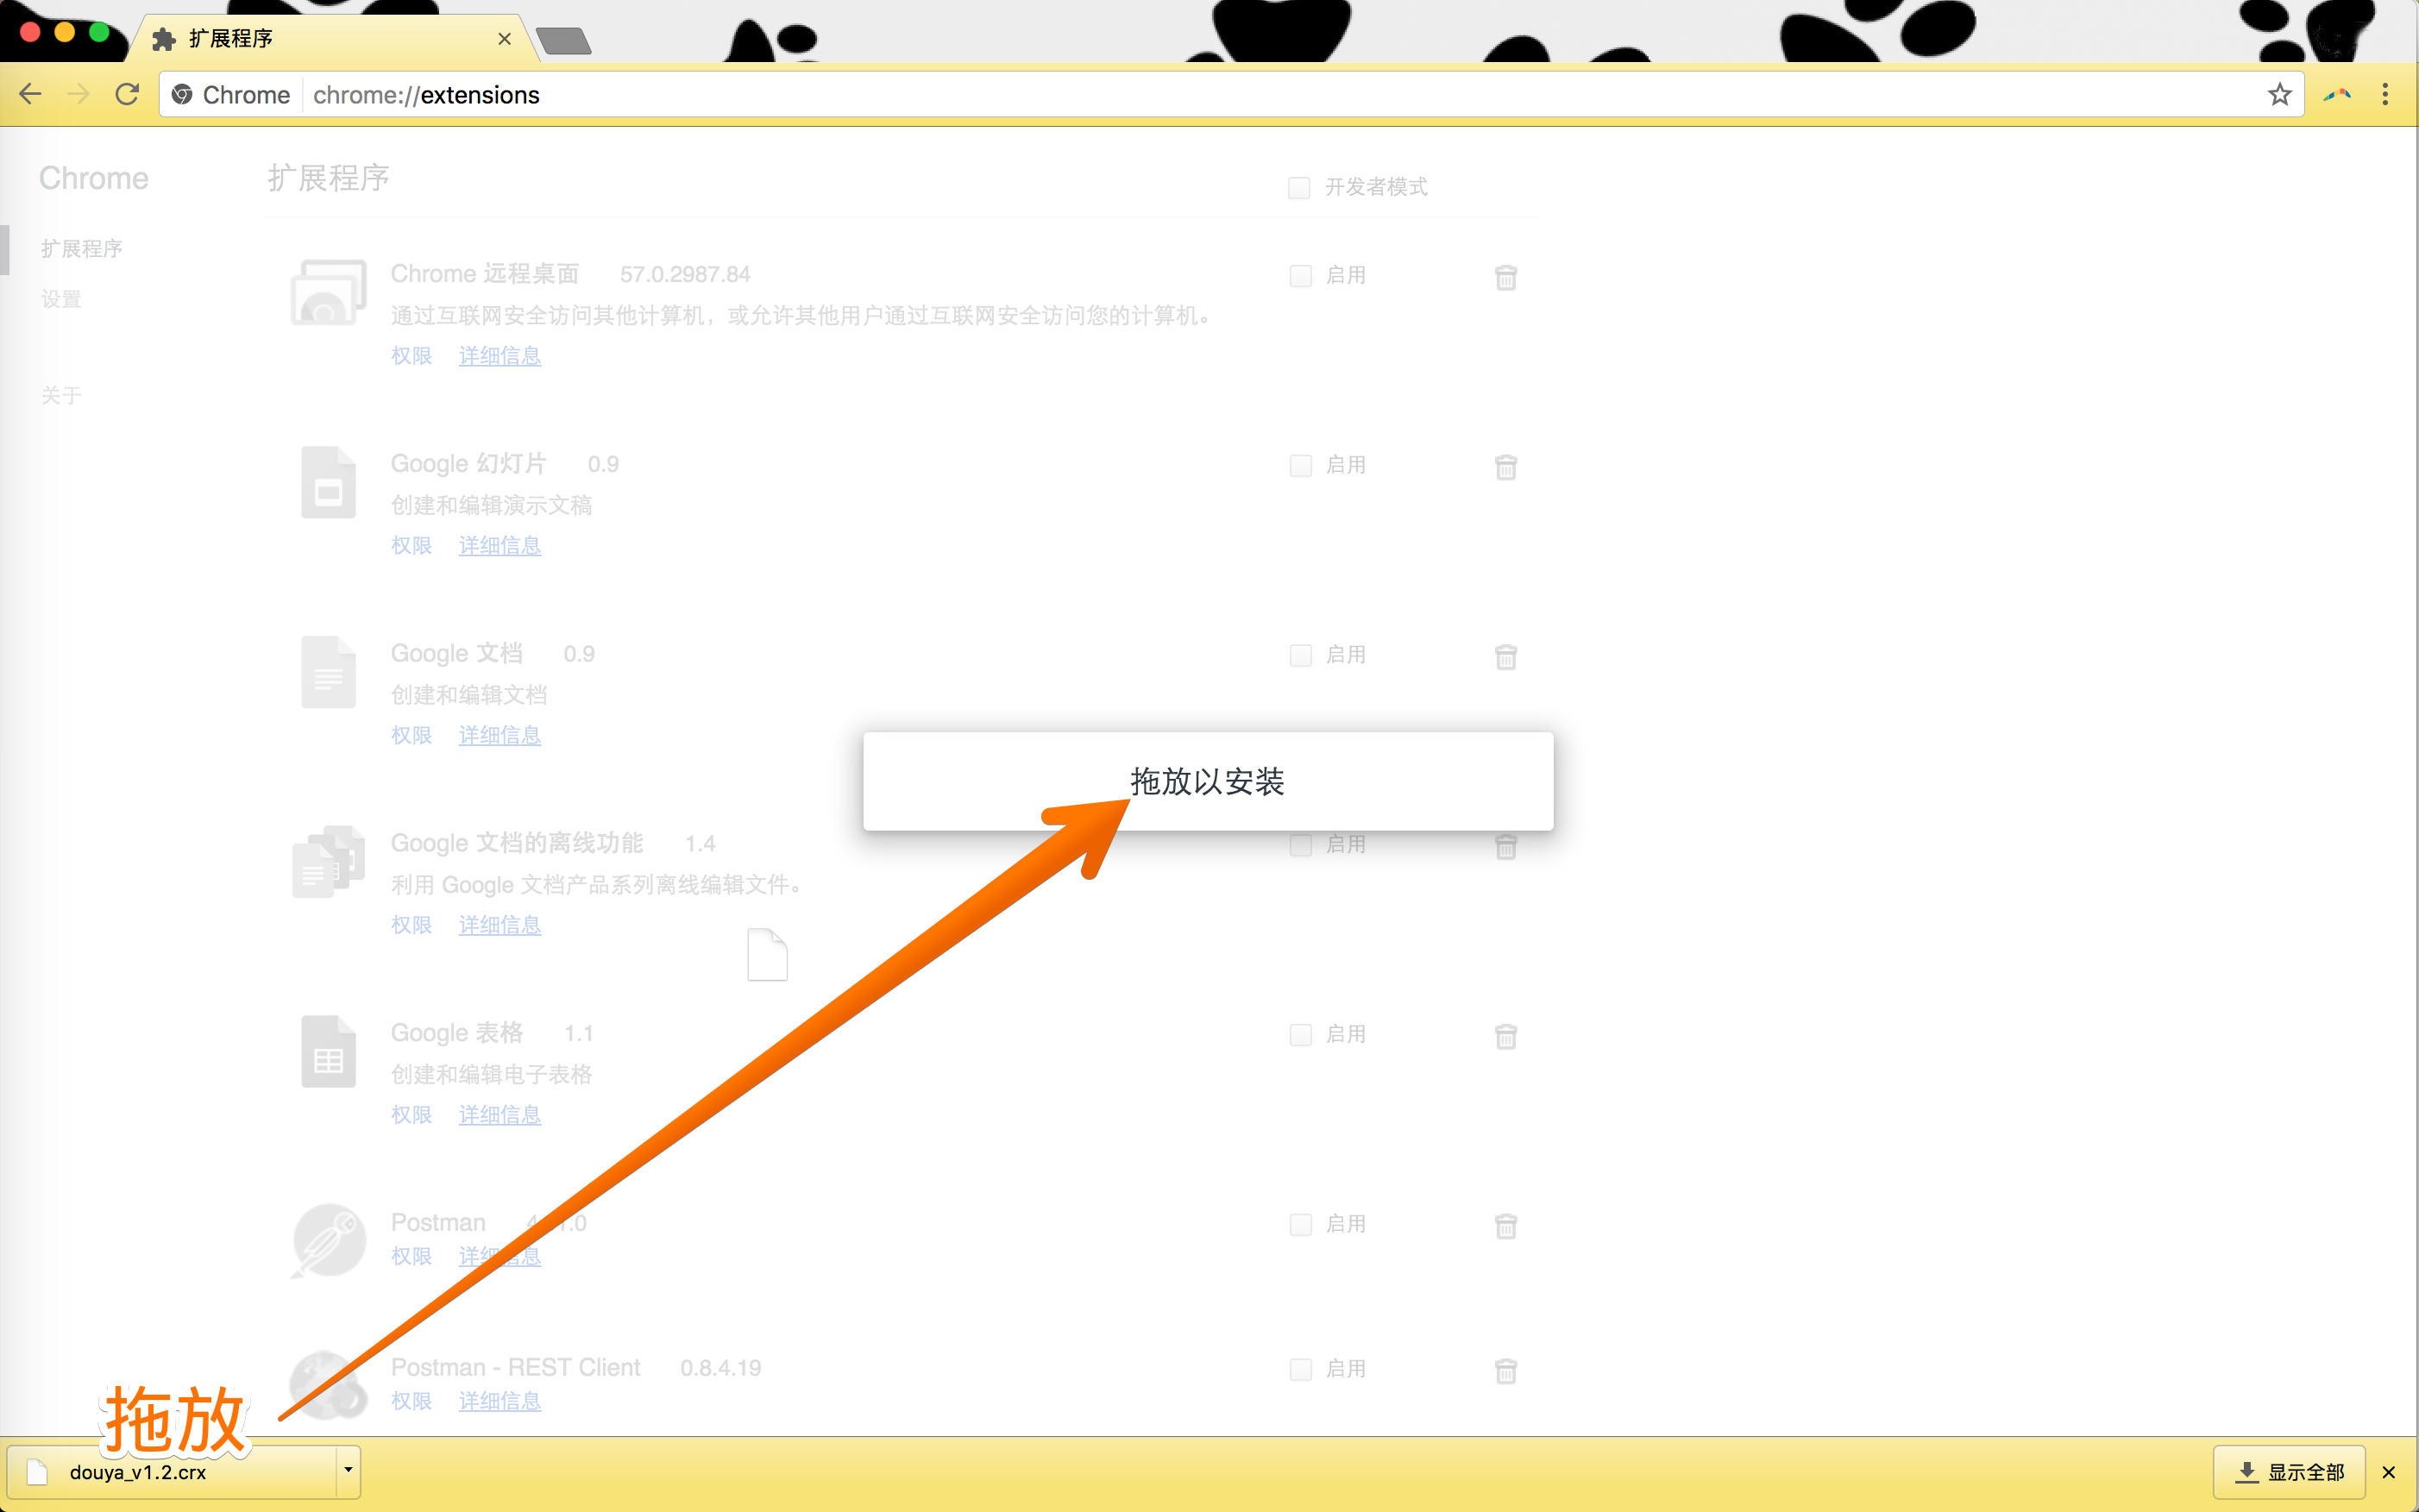 扩展程序
Chrome chrome://extensions
Chrome
扩展程序
设置
关于
扩展程序
开发者模式
Chrome 远程桌面 57.0.2987.84
启用
通过互联网安全访问其他计算机，或允许其他用户通过互联网安全访问您的计算机。
权限 详细信息
Google 幻灯片 0.9
启用
创建和编辑演示文稿
权限 详细信息
Google 文档 0.9
启用
创建和编辑文档
权限 详细信息
拖放以安装
Google 文档的离线功能 1.4
启用
利用 Google 文档产品系列离线编辑文件。
权限 详细信息
Google 表格 1.1
启用
创建和编辑电子表格
权限 详细信息
Postman
启用
权限 详细信息
Postman - REST Client 0.8.4.19
启用
权限 详细信息
拖放
douya_v1.2.crx
显示全部